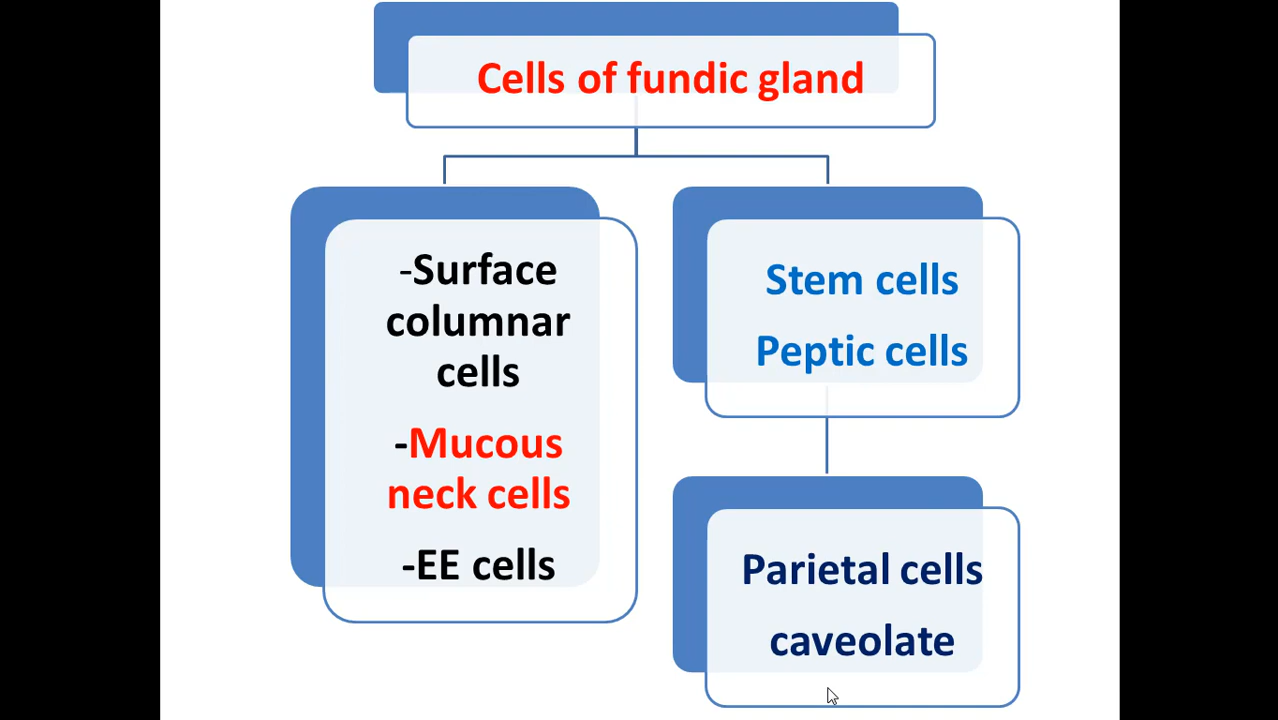 Cells of fundic gland
-Surface
columnar
cells
-Mucous
neck cells
-EE cells
Stem cells
Peptic cells
Parietal cells
caveolate